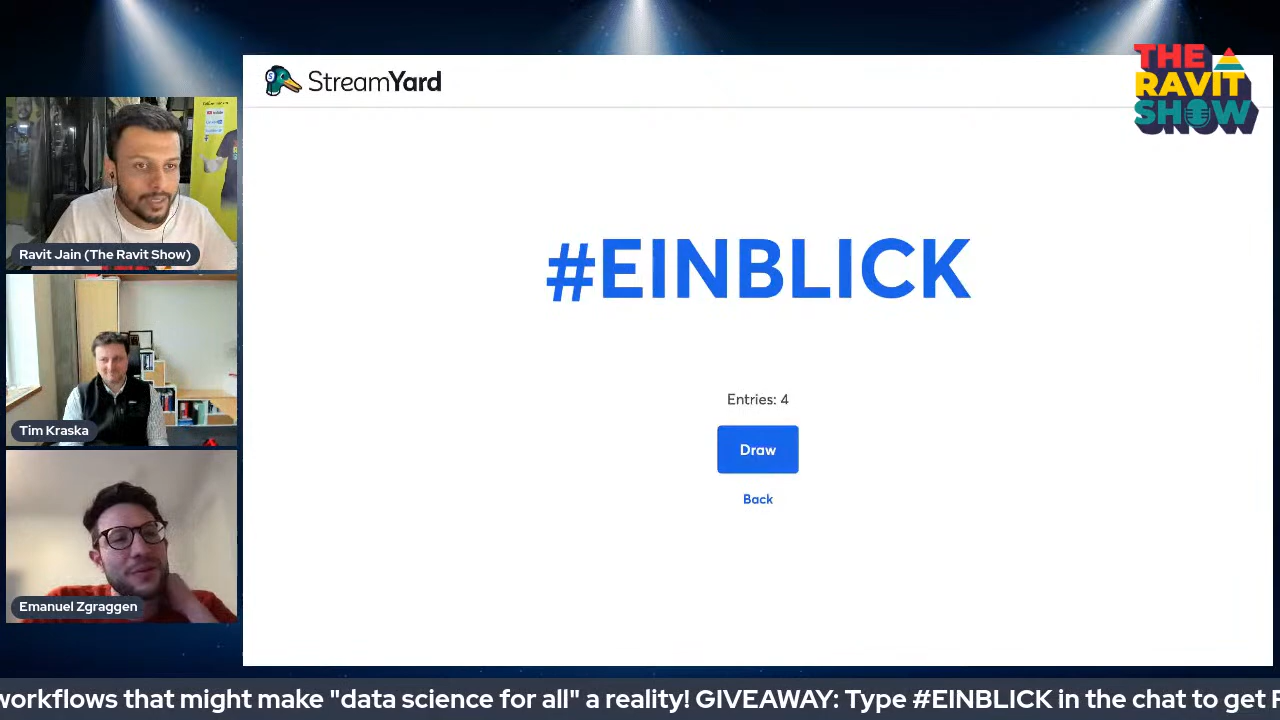 StreamYard
THE
RAVIT
SHOW
Ravit Jain (The Ravit Show)
#EINBLICK
Tim Kraska
Entries: 4
Draw
Back
Emanuel Zgraggen
workflows that might make "data science for all" a reality! GIVEAWAY: Type #EINBLICK in the chat to get